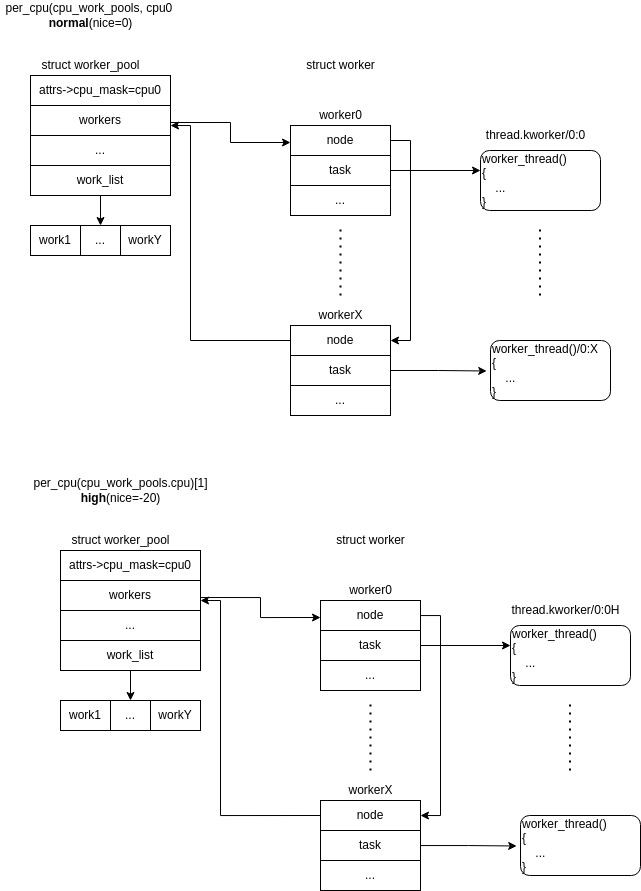 per_cpu(cpu_work_pools, cpu0
normal(nice=0)
struct worker_pool
struct worker
attrs->cpu_mask=cpu0
workers
...
work_list
work1
...
workY
worker0
node
task
...
thread.kworker/0:0
worker_thread()
{
...
}
workerX
node
task
...
worker_thread()/0:X
{
...
}
per_cpu(cpu_work_pools.cpu)[1]
high(nice=-20)
struct worker_pool
struct worker
attrs->cpu_mask=cpu0
workers
...
work_list
work1
...
workY
worker0
node
task
...
thread.kworker/0:0H
worker_thread()
{
...
}
workerX
node
task
...
worker_thread()
{
...
}